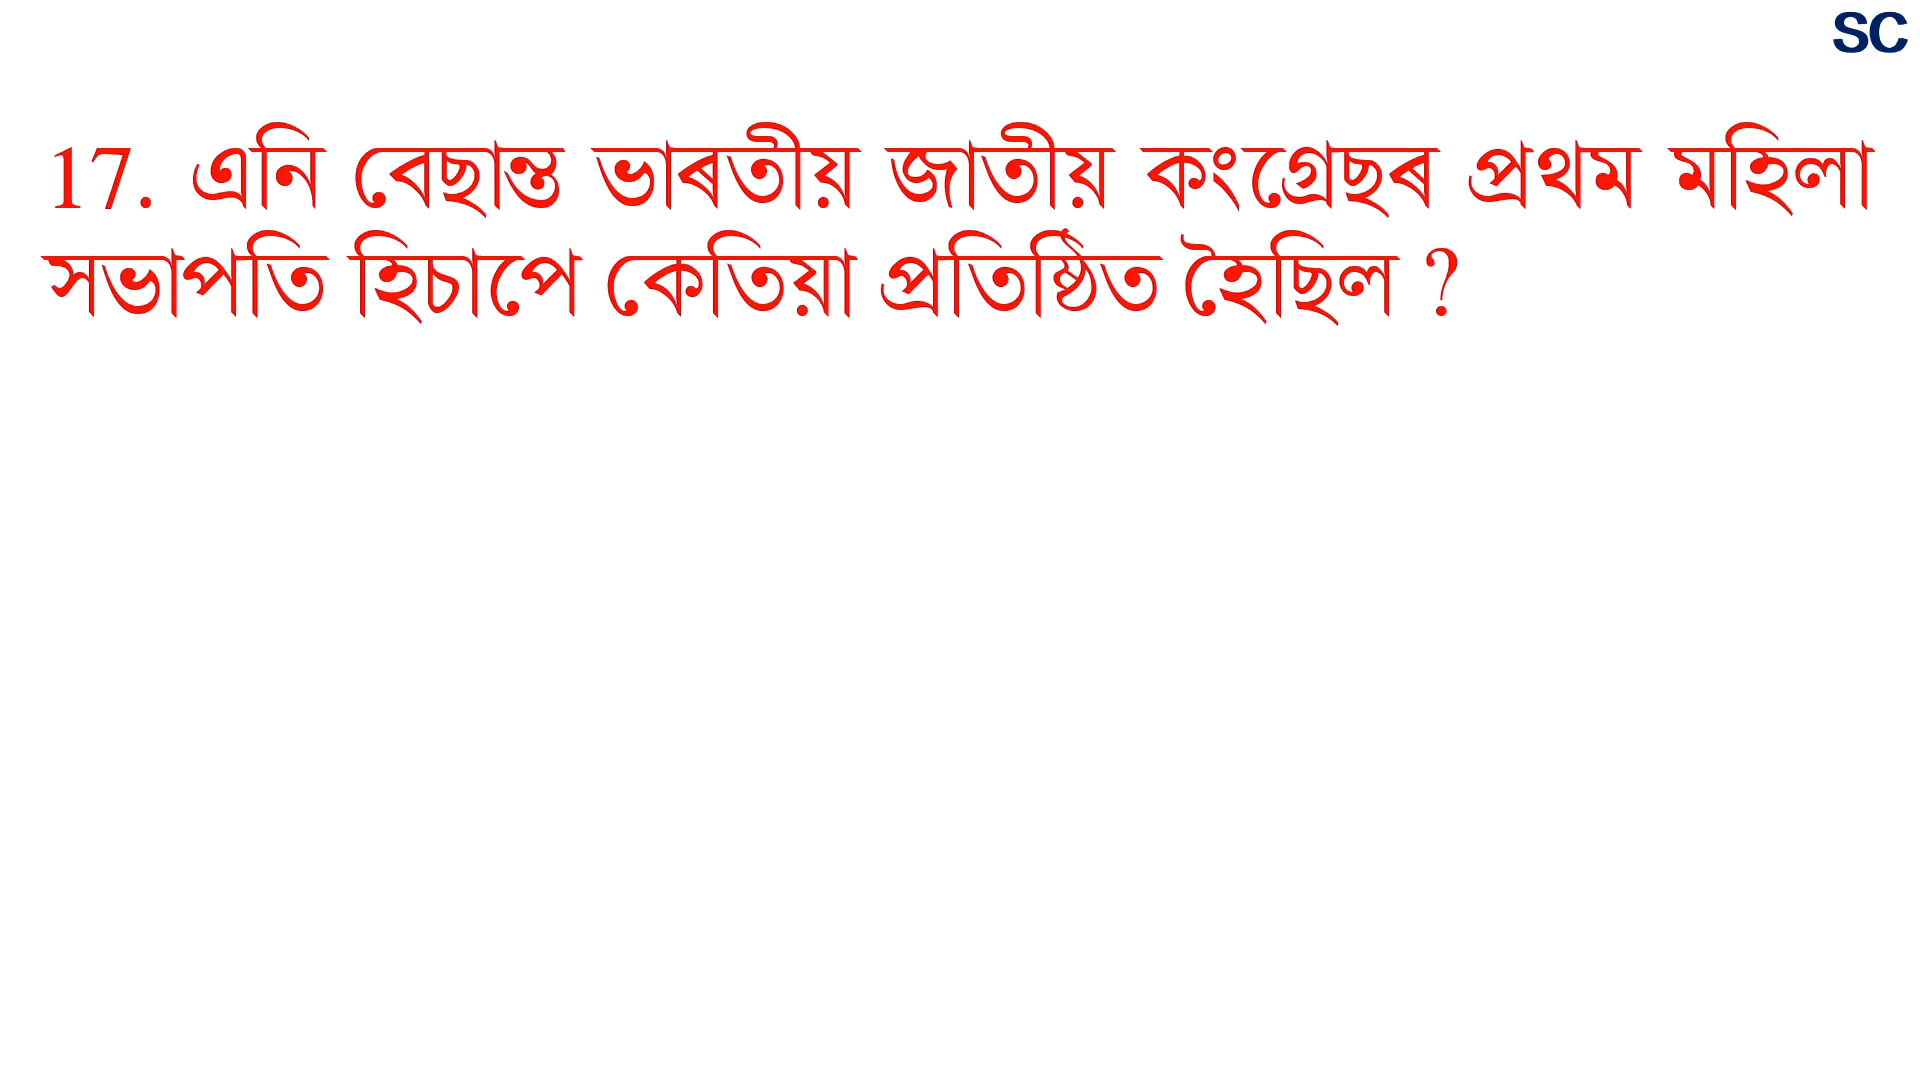 SC
17. এনি বেছান্ত ভাৰতীয় জাতীয় কংগ্ৰেছৰ প্ৰথম মহিলা
সভাপতি হিচাপে কেতিয়া প্ৰতিষ্ঠিত হৈছিল ?